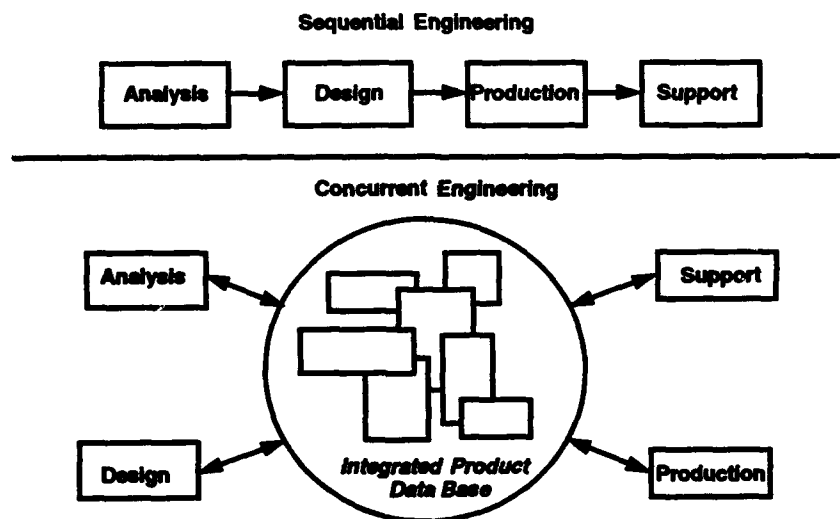 Sequential Engineering
Analysis
Design
Production
Support
Concurrent Engineering
Analysis
Support
Design
Production
Integrated Product
Data Base